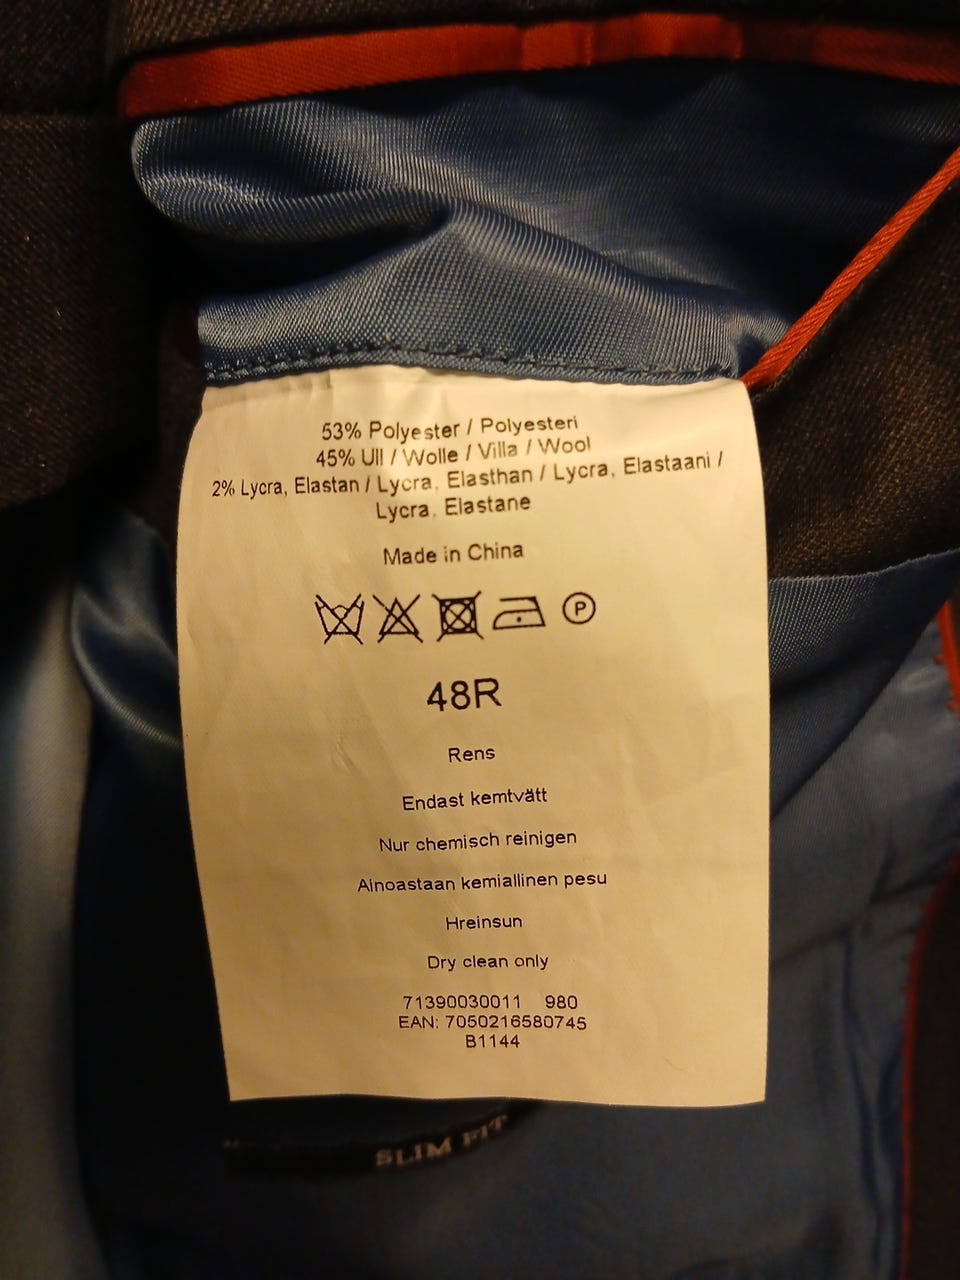 53% Polyester / Polyesteri
45% Ull / Wolle / Villa / Wool
2% Lycra, Elastan / Lycra, Elasthan / Lycra, Elastaani /
Lycra, Elastane
Made in China
P
48R
Rens
Endast kemtvätt
Nur chemisch reinigen
Ainoastaan kemiallinen pesu
Hreinsun
Dry clean only
71390030011 980
EAN: 7050216580745
B1144
SLIM FIT